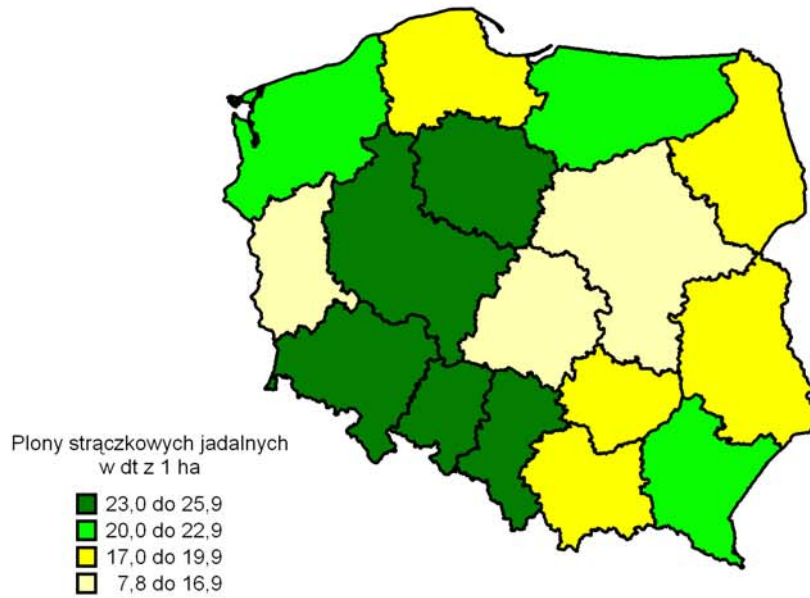 Plony strączkowych jadalnych
w dt z 1 ha
23,0 do 25,9
20,0 do 22,9
17,0 do 19,9
7,8 do 16,9